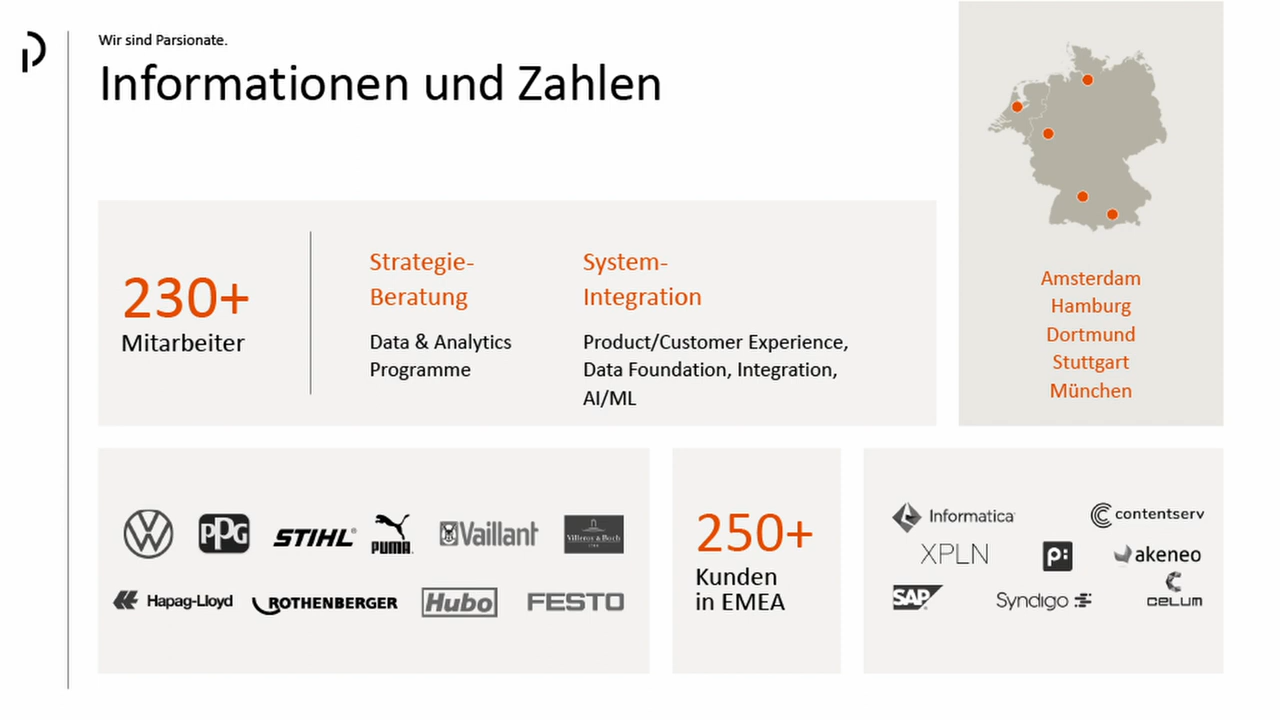 Wir sind Parsionate.
Informationen und Zahlen
230+
Mitarbeiter
Strategie-
Beratung
Data & Analytics
Programme
System-
Integration
Product/Customer Experience,
Data Foundation, Integration,
AI/ML
Amsterdam
Hamburg
Dortmund
Stuttgart
München
PPG
STIHL®
PUMA
Vaillant
Villeroy & Boch
1748
Hapag-Lloyd
ROTHENBERGER
Hubo
FESTO
250+
Kunden
in EMEA
Informatica
contentserv
XPLN
p:
akeneo
SAP
Syndigo
CELUM